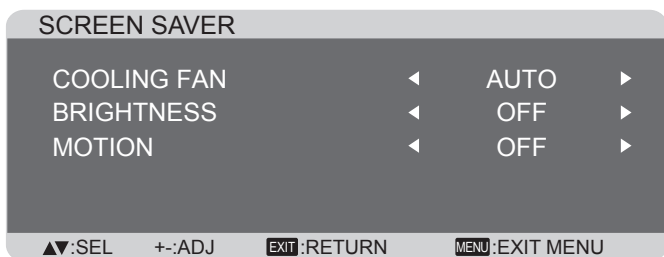 SCREEN SAVER
COOLING FAN ◀ AUTO ▶
BRIGHTNESS ◀ OFF ▶
MOTION ◀ OFF ▶
▲▼:SEL +-:ADJ EXIT:RETURN MENU:EXIT MENU